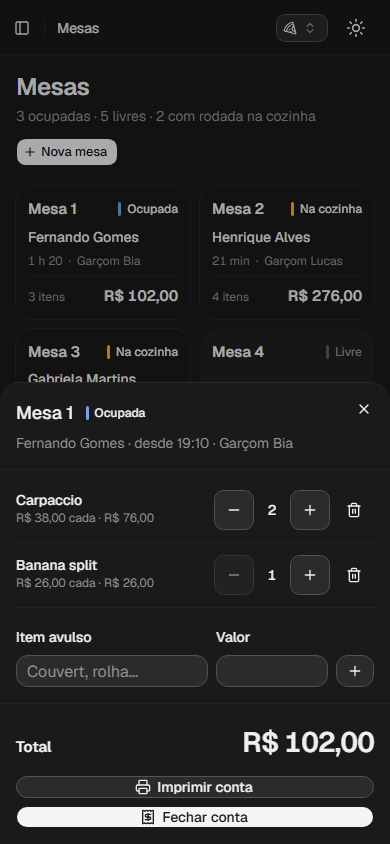 Mesas
Mesas
3 ocupadas · 5 livres · 2 com rodada na cozinha
+ Nova mesa
Mesa 1 Ocupada
Fernando Gomes
1 h 20 · Garçom Bia
3 itens R$ 102,00
Mesa 2 Na cozinha
Henrique Alves
21 min · Garçom Lucas
4 itens R$ 276,00
Mesa 3 Na cozinha
Gabriela Martins
Mesa 4 Livre
Mesa 1 Ocupada
Fernando Gomes · desde 19:10 · Garçom Bia
Carpaccio
R$ 38,00 cada · R$ 76,00
2
Banana split
R$ 26,00 cada · R$ 26,00
1
Item avulso Valor
Couvert, rolha...
Total R$ 102,00
Imprimir conta
Fechar conta